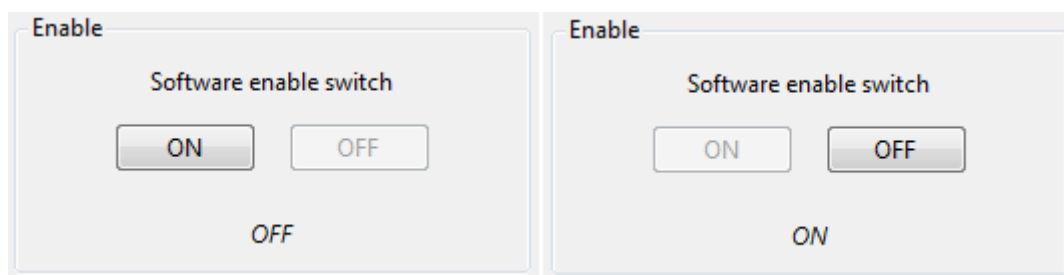 Enable
Software enable switch
ON OFF
OFF
Enable
Software enable switch
ON OFF
ON